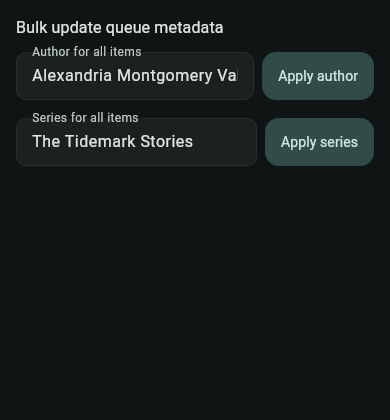 Bulk update queue metadata
Author for all items
Alexandria Montgomery Va
Apply author
Series for all items
The Tidemark Stories
Apply series